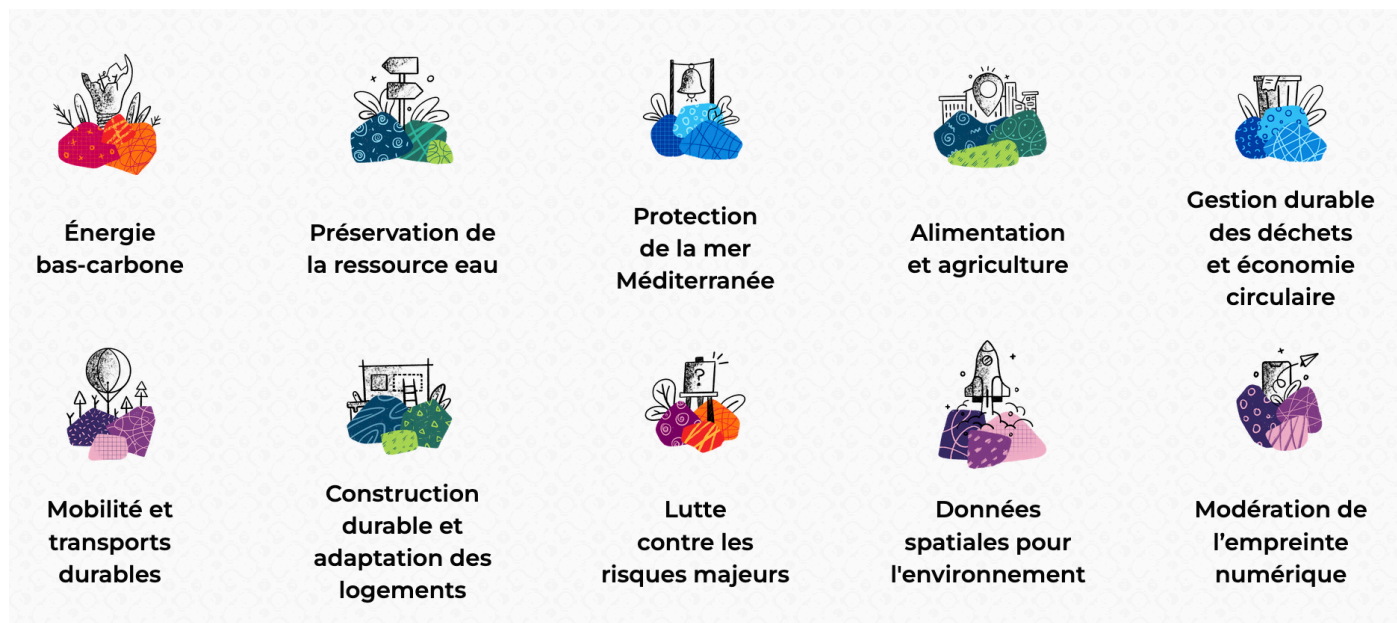 Énergie
bas-carbone
Préservation de
la ressource eau
Protection
de la mer
Méditerranée
Alimentation
et agriculture
Gestion durable
des déchets
et économie
circulaire
Mobilité et
transports
durables
Construction
durable et
adaptation des
logements
?
Lutte
contre les
risques majeurs
Données
spatiales pour
l'environnement
Modération de
l’empreinte
numérique